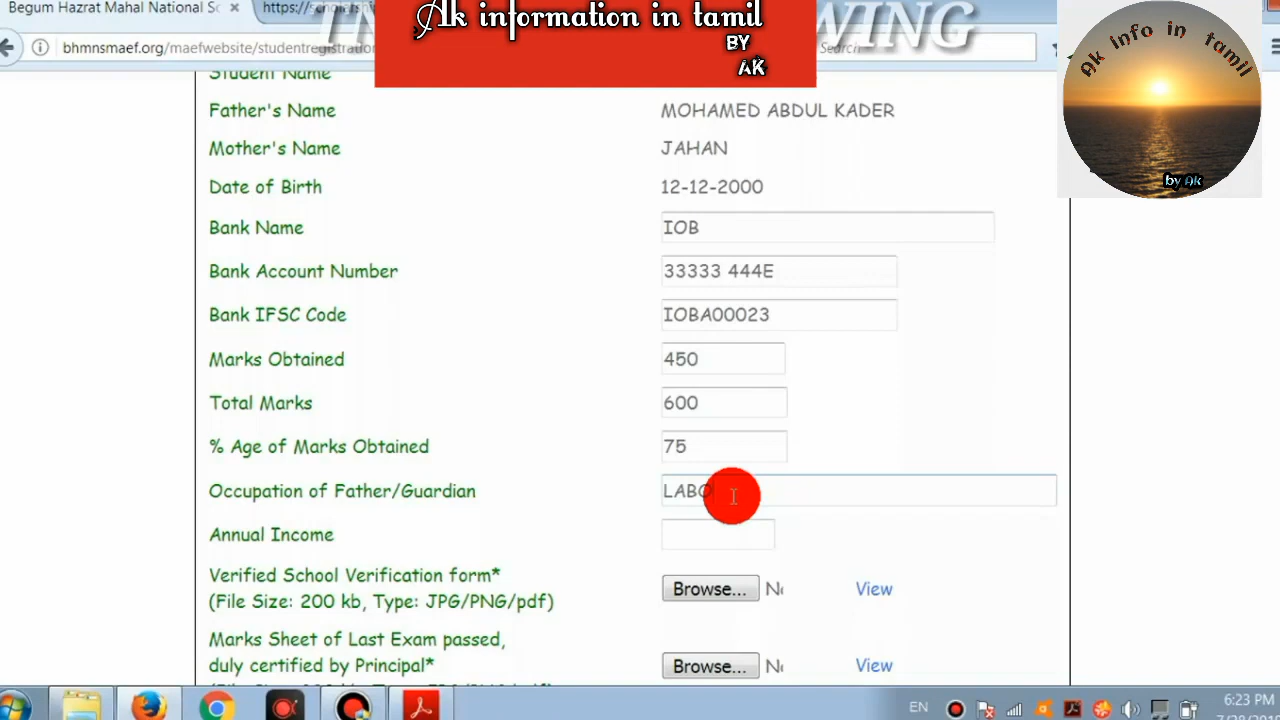 Begum Hazrat Mahal National S
https://
Ak information in tamil
BY
AK
Ak info in tamil
by Ak
bhmnsmaef.org/maefwebsite/studentregistration
Search
Student Name
Father's Name MOHAMED ABDUL KADER
Mother's Name JAHAN
Date of Birth 12-12-2000
Bank Name IOB
Bank Account Number 33333 444E
Bank IFSC Code IOBA00023
Marks Obtained 450
Total Marks 600
% Age of Marks Obtained 75
Occupation of Father/Guardian LABO
Annual Income
Verified School Verification form*
(File Size: 200 kb, Type: JPG/PNG/pdf) Browse... No View
Marks Sheet of Last Exam passed,
duly certified by Principal* Browse... No View
EN 6:23 PM